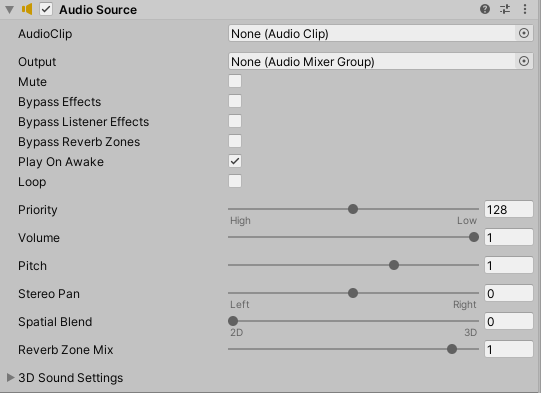 Audio Source
AudioClip None (Audio Clip)
Output None (Audio Mixer Group)
Mute
Bypass Effects
Bypass Listener Effects
Bypass Reverb Zones
Play On Awake
Loop
Priority 128
High Low
Volume 1
Pitch 1
Stereo Pan 0
Left Right
Spatial Blend 0
2D 3D
Reverb Zone Mix 1
3D Sound Settings